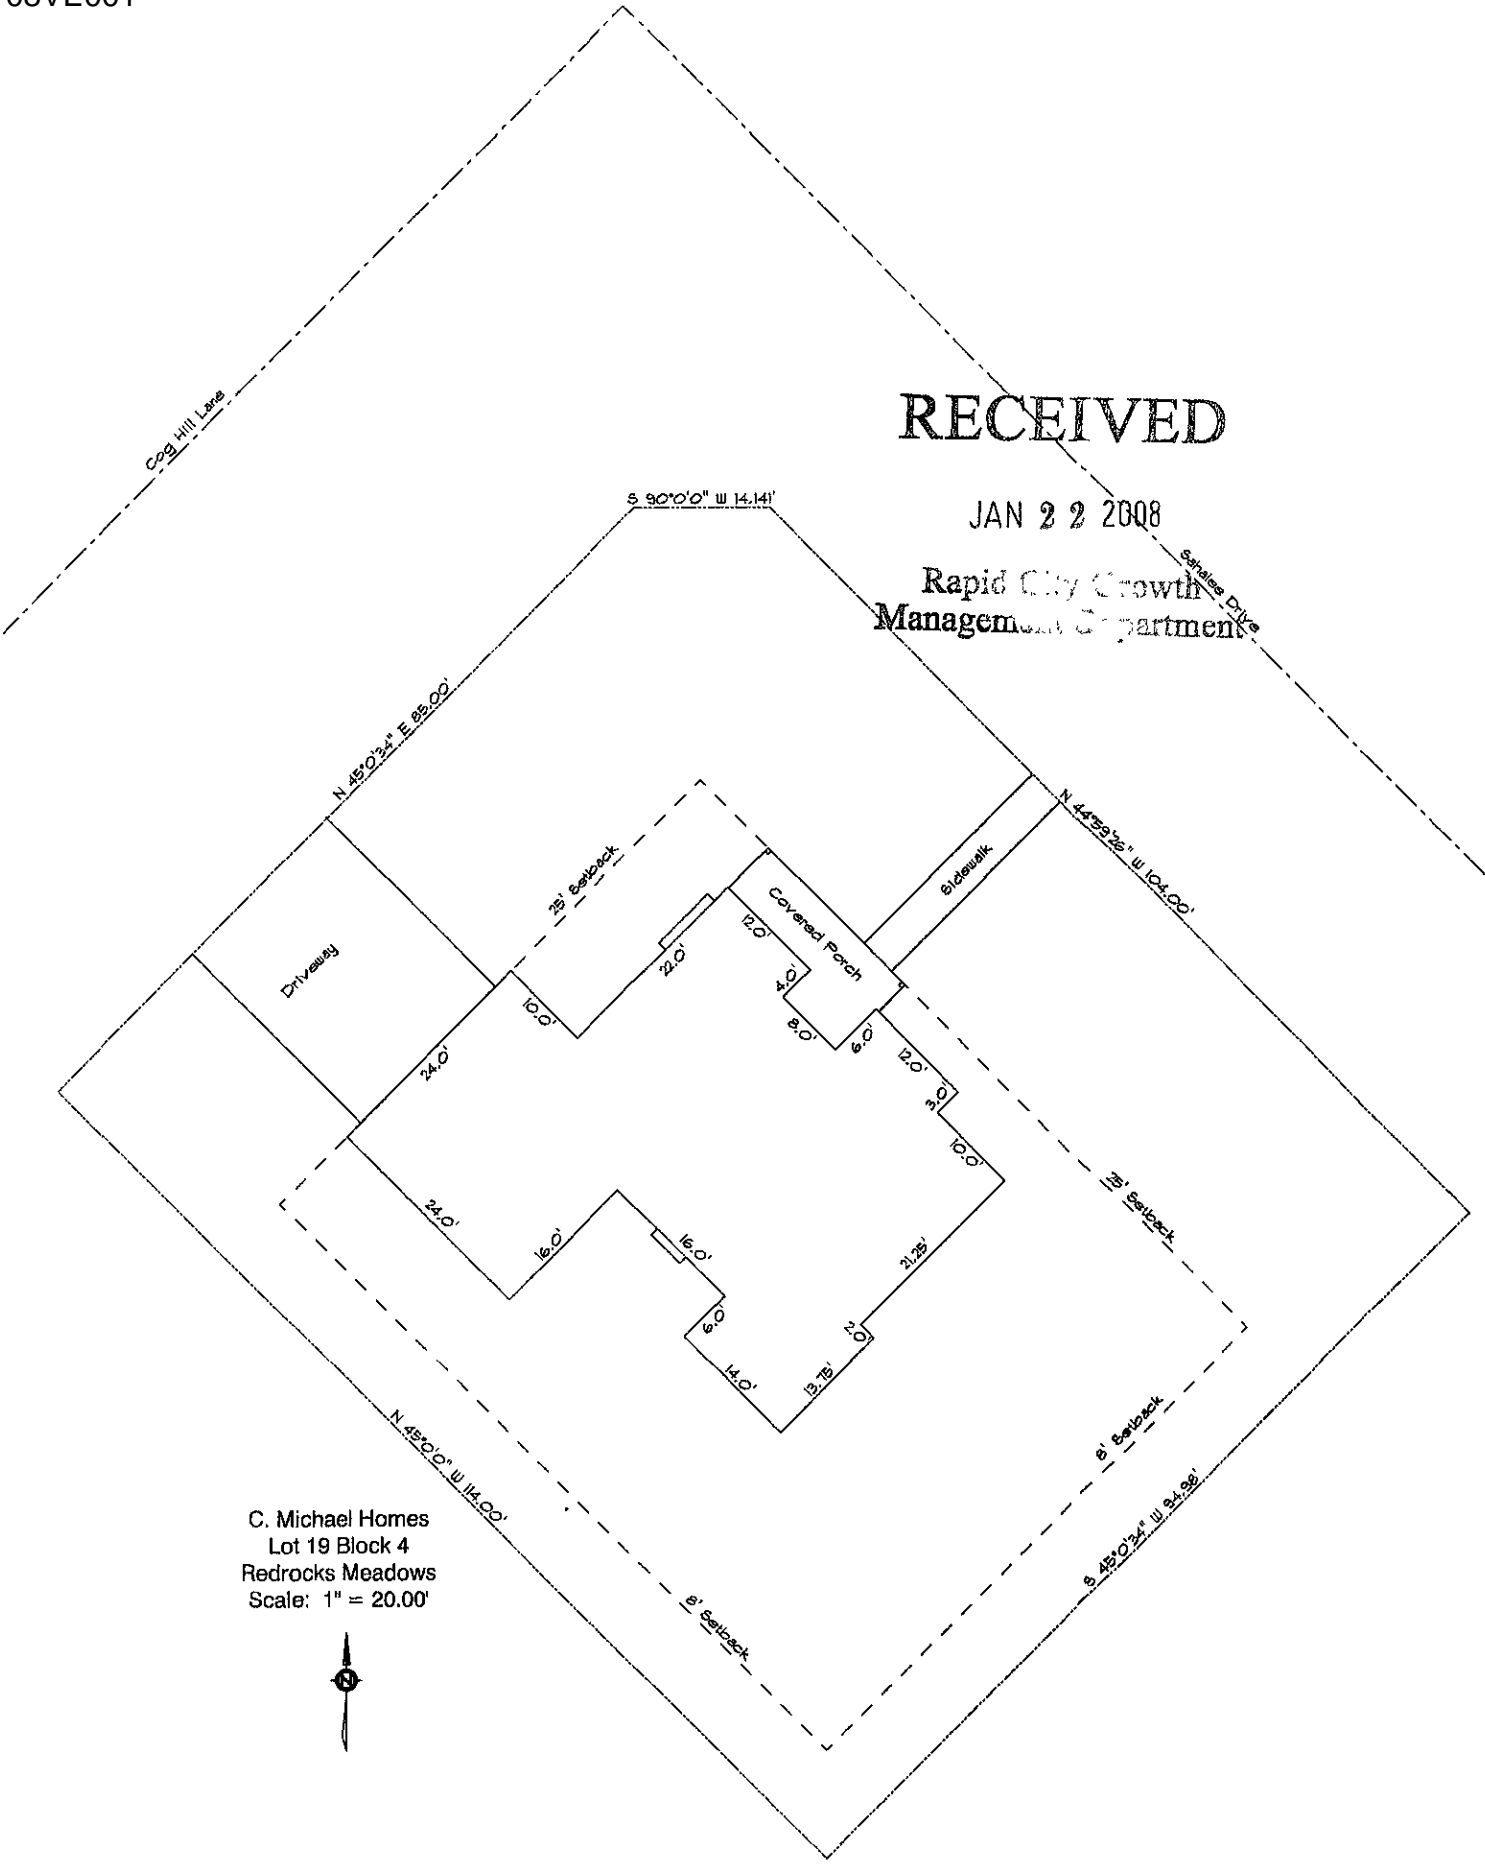 Cog Hill Lane
RECEIVED
S 90°0'0" W 14.141'
JAN 22 2008
Sahalee Drive
Rapid City Growth
Management Department
N 45°0'34" E 85.00'
N 44°59'26" W 104.00'
25' Setback
Sidewalk
Covered Porch
Driveway
12.0'
22.0'
4.0'
10.0'
8.0'
6.0'
24.0'
12.0'
3.0'
10.0'
25' Setback
24.0'
16.0'
16.0'
21.25'
6.0'
2.0'
14.0'
13.75'
8' Setback
N 45°0'0" W 114.00'
S 45°0'34" W 94.98'
C. Michael Homes
Lot 19 Block 4
Redrocks Meadows
Scale: 1" = 20.00'
8' Setback
N